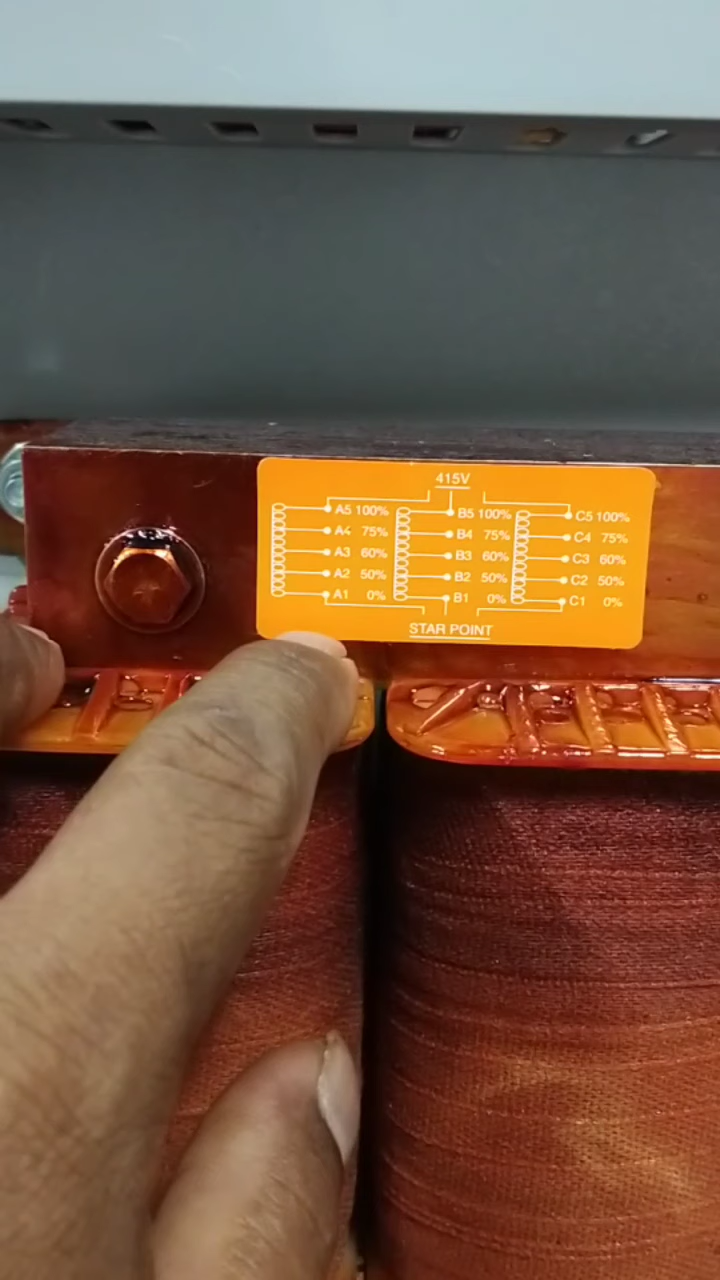 415V
A5 100% B5 100% C5 100%
A4 75% B4 75% C4 75%
A3 60% B3 60% C3 60%
A2 50% B2 50% C2 50%
A1 0% B1 0% C1 0%
STAR POINT